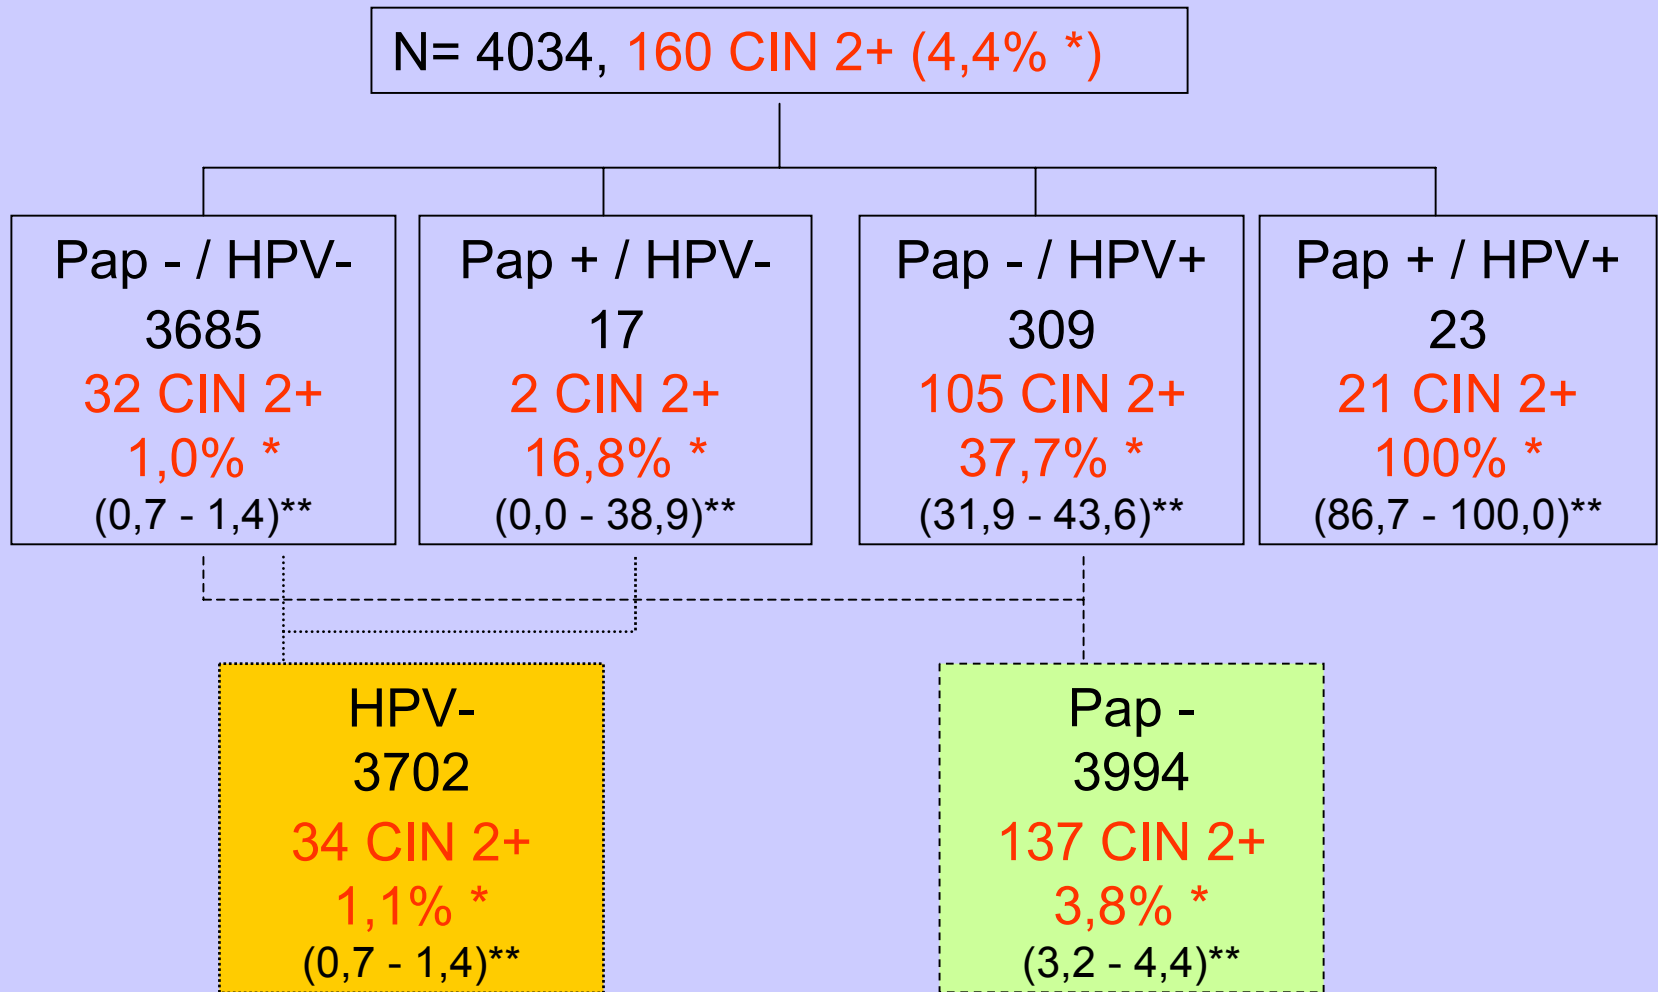 N= 4034, 160 CIN 2+ (4,4% *)
Pap - / HPV-
3685
32 CIN 2+
1,0% *
(0,7 - 1,4)**
Pap + / HPV-
17
2 CIN 2+
16,8% *
(0,0 - 38,9)**
Pap - / HPV+
309
105 CIN 2+
37,7% *
(31,9 - 43,6)**
Pap + / HPV+
23
21 CIN 2+
100% *
(86,7 - 100,0)**
HPV-
3702
34 CIN 2+
1,1% *
(0,7 - 1,4)**
Pap -
3994
137 CIN 2+
3,8% *
(3,2 - 4,4)**